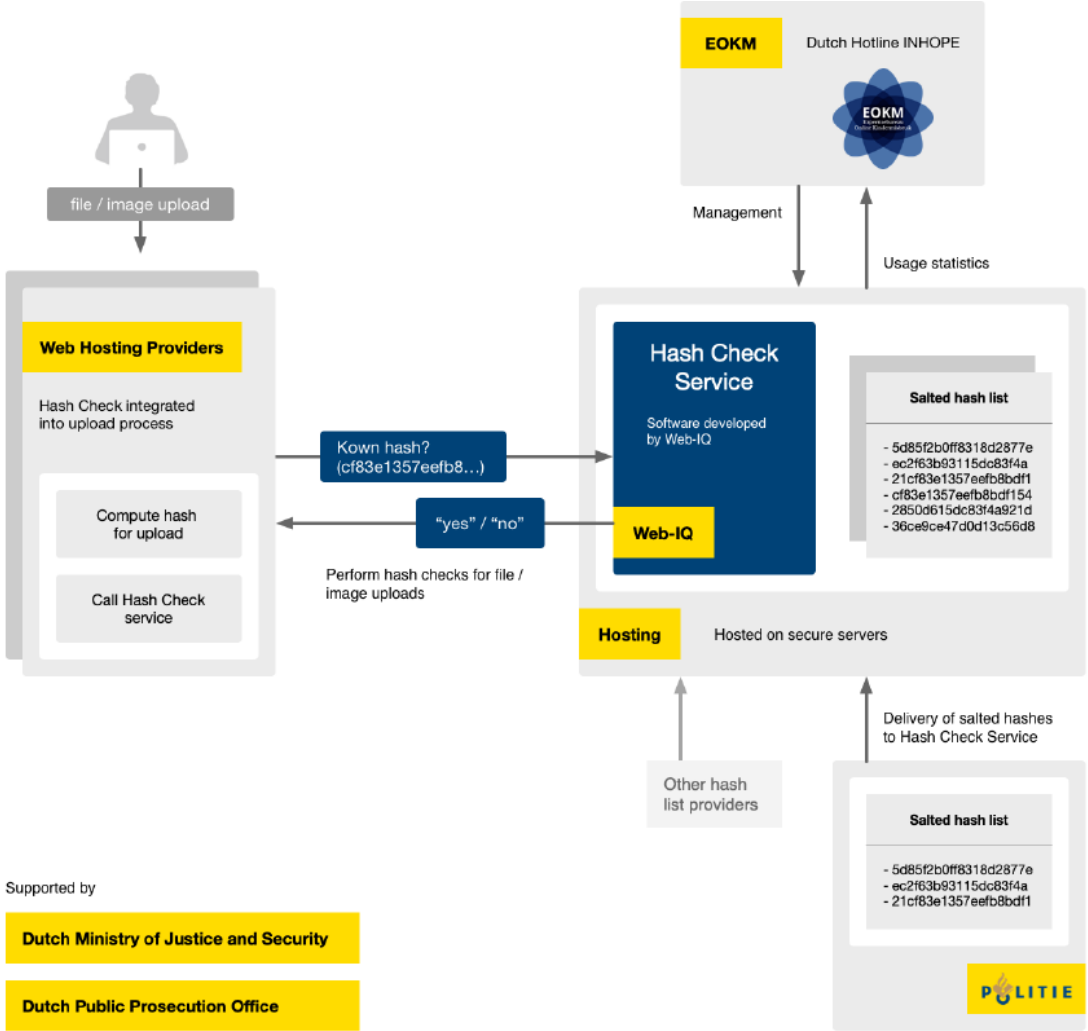 EOKM
Dutch Hotline INHOPE
EOKM
Expertisebureau
Online Kindermisbruik
file / image upload
Management
Usage statistics
Web Hosting Providers
Hash Check integrated
into upload process
Compute hash
for upload
Call Hash Check
service
Kown hash?
(cf83e1357eefb8...)
"yes" / "no"
Perform hash checks for file /
image uploads
Hash Check
Service
Software developed
by Web-IQ
Web-IQ
Salted hash list
- 5d85f2b0ff8318d2877e
- ec2f63b93115dc83f4a
- 21cf83e1357eefb8bdf1
- cf83e1357eefb8bdf154
- 2850d615dc83f4a921d
- 36ce9ce47d0d13c56d8
Hosting
Hosted on secure servers
Other hash
list providers
Delivery of salted hashes
to Hash Check Service
Salted hash list
- 5d85f2b0ff8318d2877e
- ec2f63b93115dc83f4a
- 21cf83e1357eefb8bdf1
POLITIE
Supported by
Dutch Ministry of Justice and Security
Dutch Public Prosecution Office